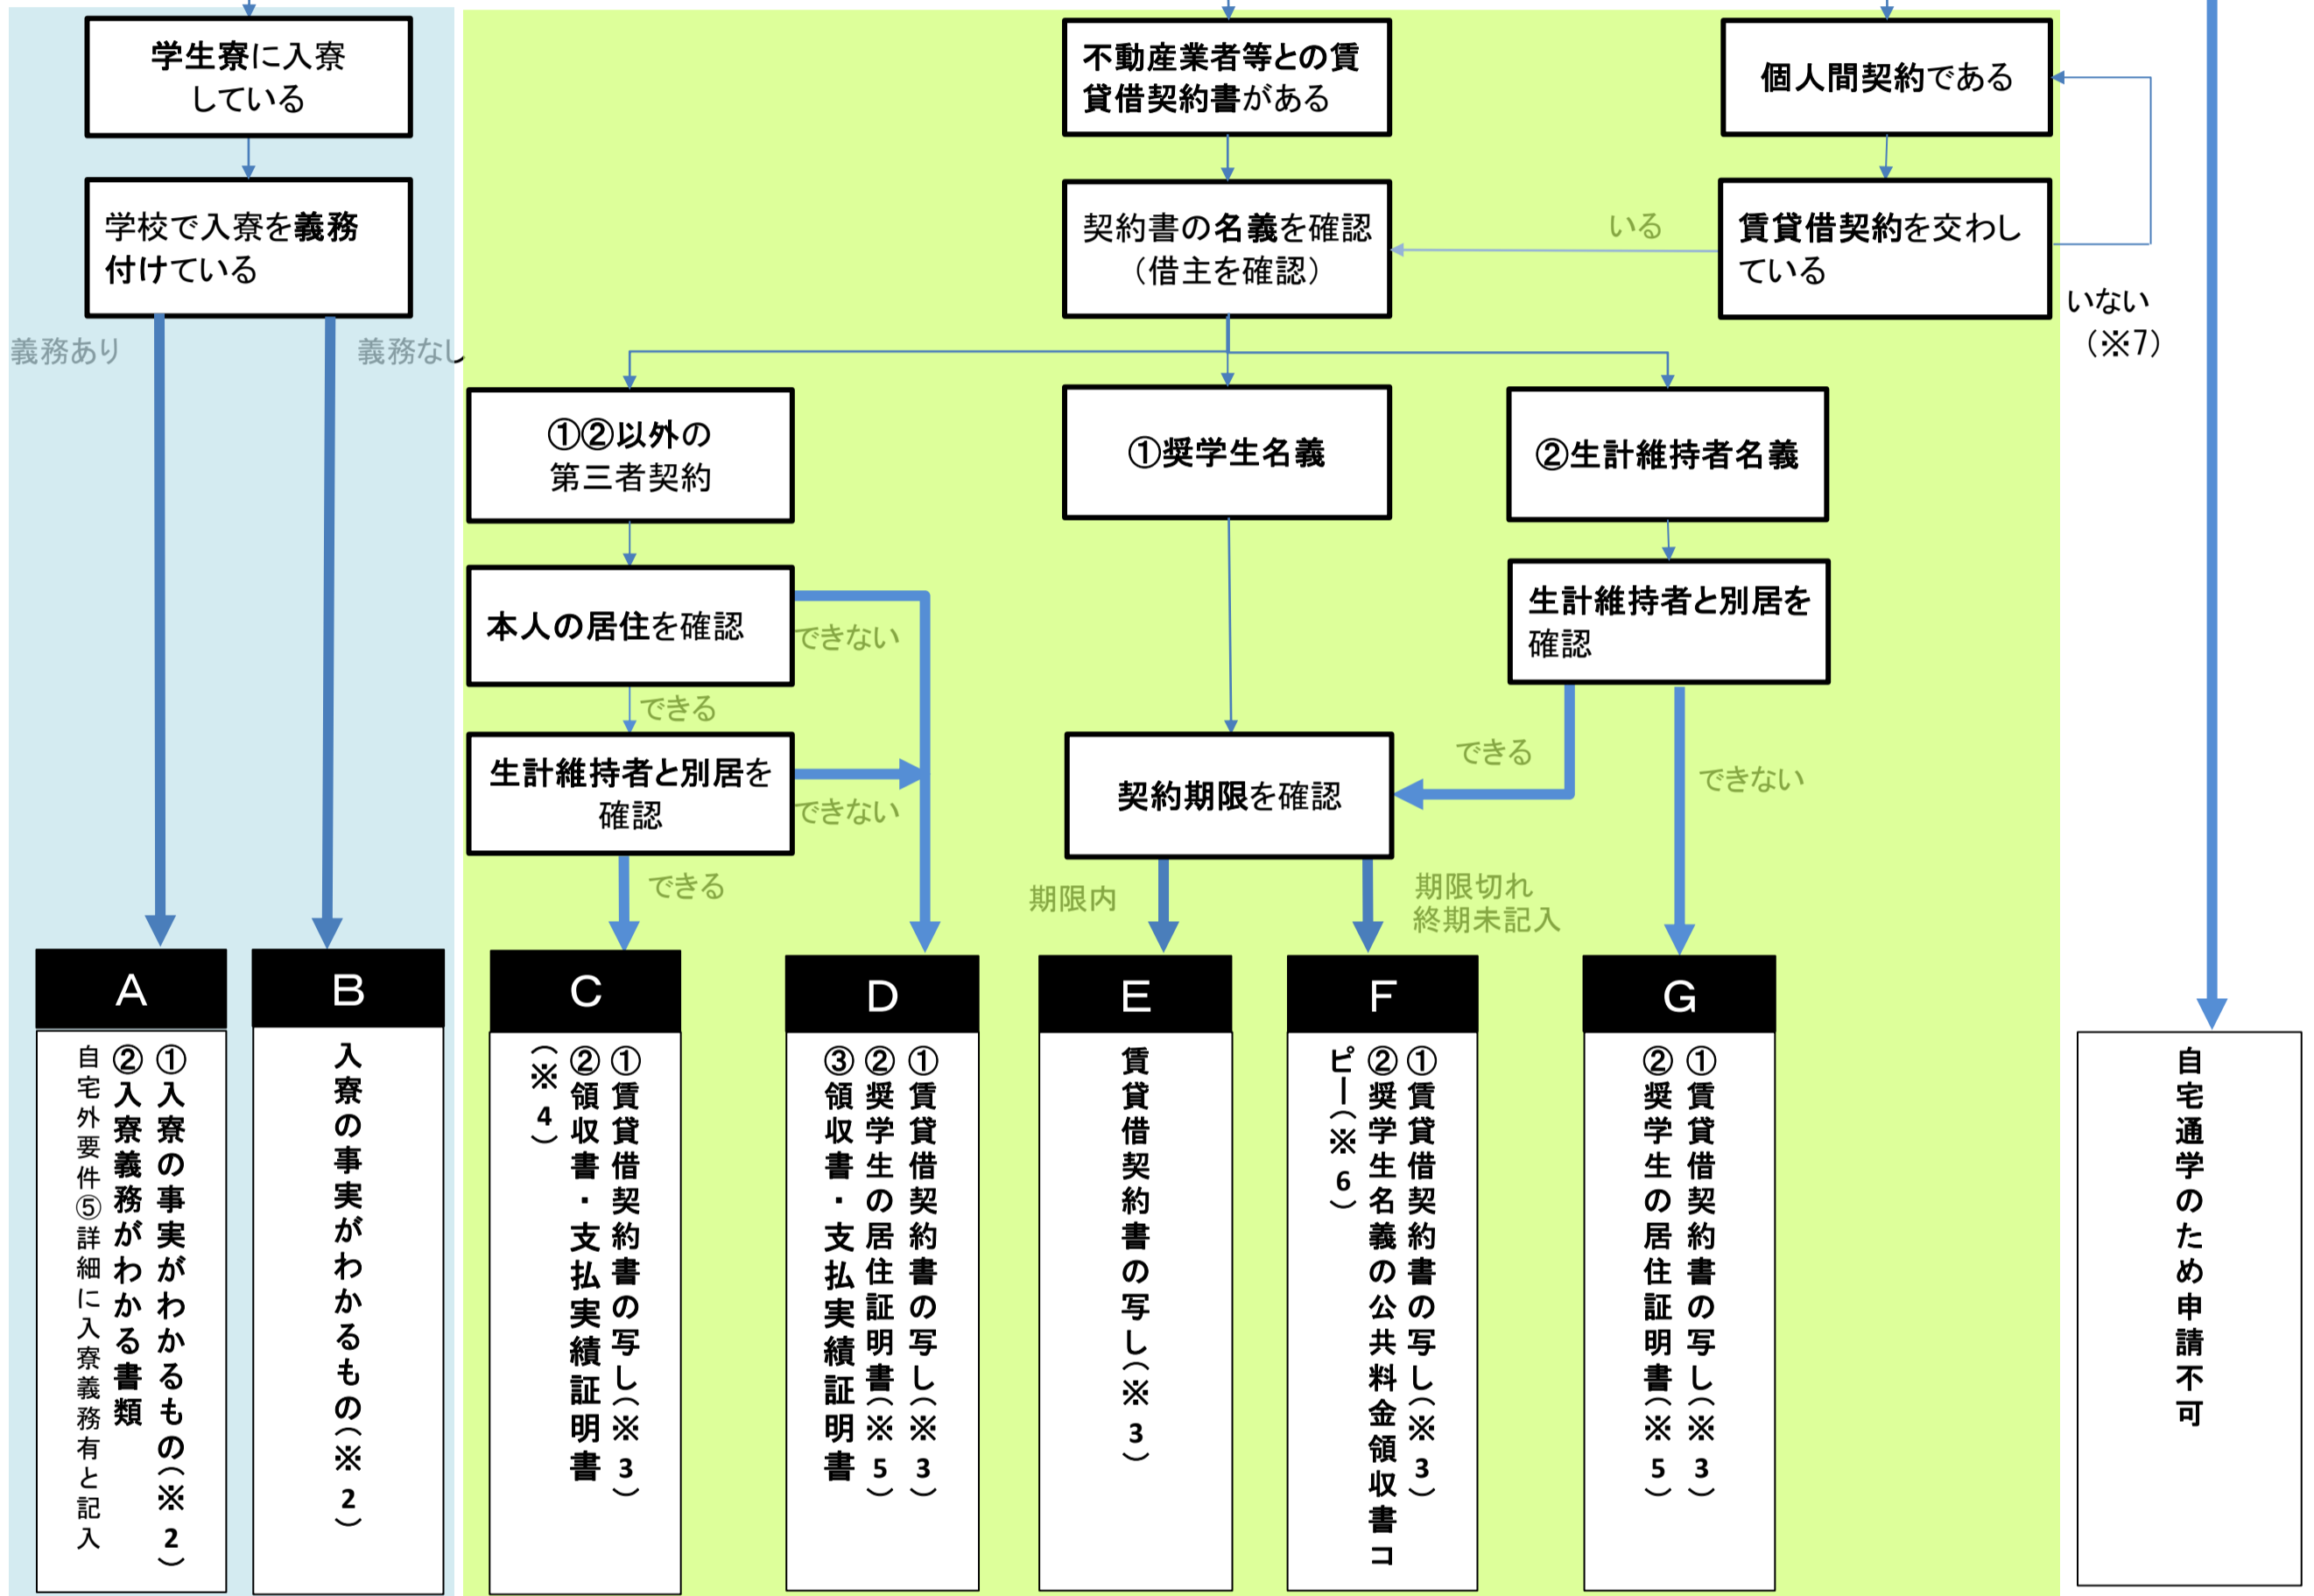 学生寮に入寮
している
不動産業者等との賃
貸借契約書がある
個人間契約である
学校で入寮を義務
付けている
契約書の名義を確認
（借主を確認）
いる
賃貸借契約を交わし
ている
いない
（※7）
義務あり
義務なし
①②以外の
第三者契約
①奨学生名義
②生計維持者名義
本人の居住を確認
できない
できる
生計維持者と別居を
確認
生計維持者と別居を
確認
できない
できる
契約期限を確認
できる
できない
期限内
期限切れ
終期未記入
A
①入寮の事実がわかるもの（※2）
②入寮義務がわかる書類
自宅外要件⑤詳細に入寮義務有と記入
B
入寮の事実がわかるもの（※2）
C
①賃貸借契約書の写し（※3）
②領収書・支払実績証明書
（※4）
D
①賃貸借契約書の写し（※3）
②奨学生の居住証明書（※5）
③領収書・支払実績証明書
E
賃貸借契約書の写し（※3）
F
①賃貸借契約書の写し（※3）
②奨学生名義の公共料金領収書コ
ピー（※6）
G
①賃貸借契約書の写し（※3）
②奨学生の居住証明書（※5）
自宅通学のため申請不可